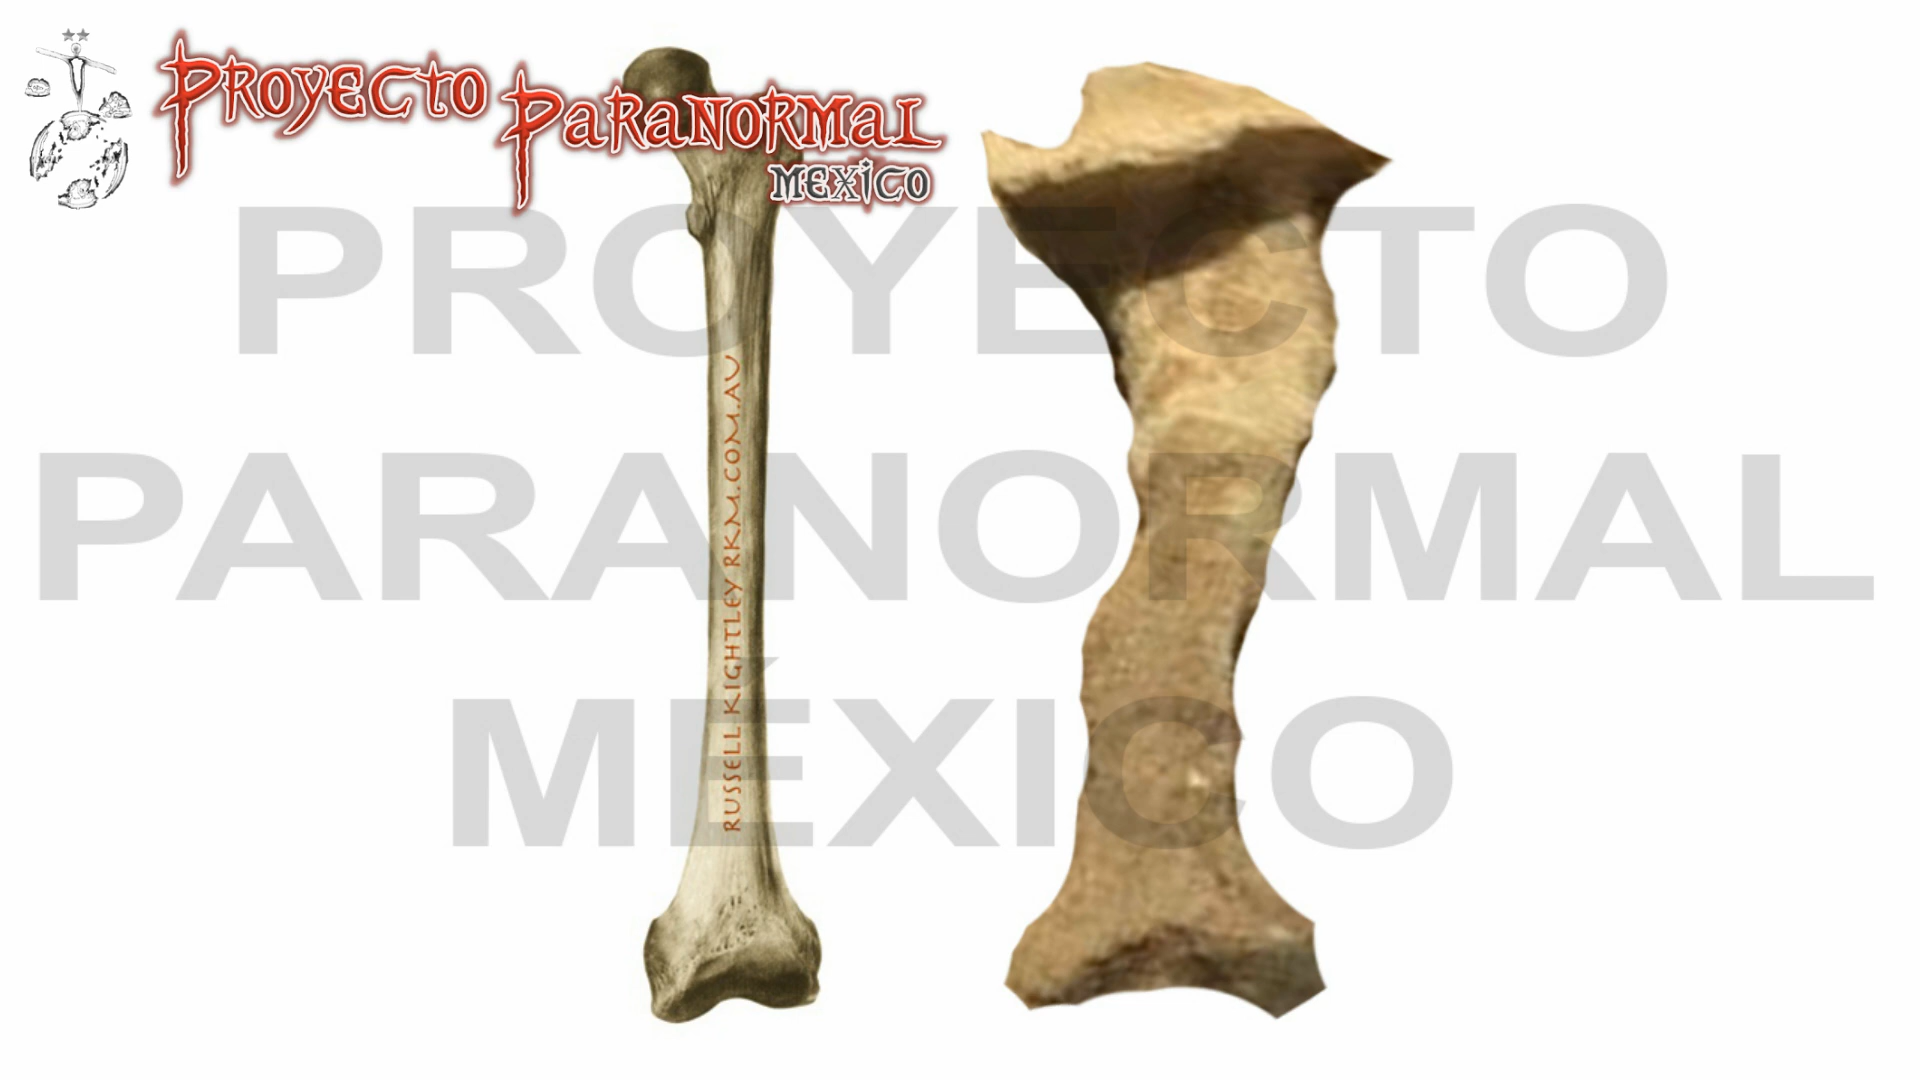 PROYECTO PARANORMAL
MEXICO
PROYECTO
PARANORMAL
MÉXICO
RUSSELL KIGHTLEY RKM.COM.AU